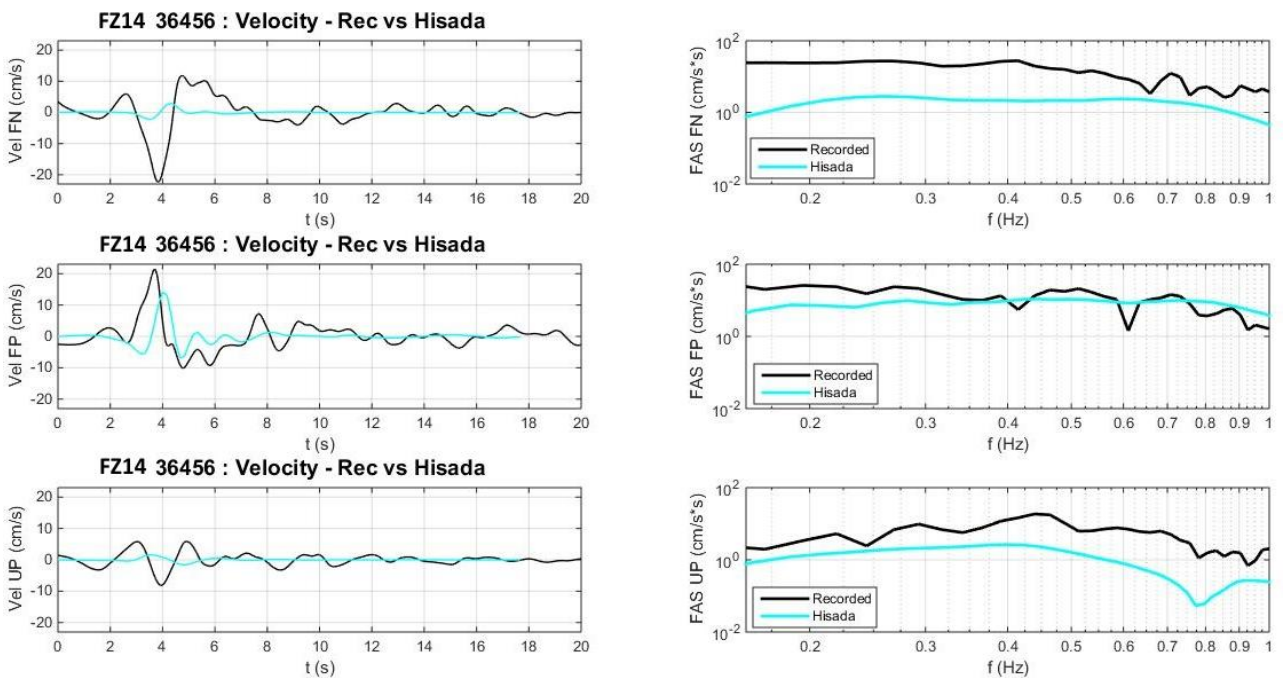 FZ14 36456 : Velocity - Rec vs Hisada
Vel FN (cm/s)
20
10
0
-10
-20
0 2 4 6 8 10 12 14 16 18 20
t (s)
FAS FN (cm/s*s)
10^2
10^0
10^-2
Recorded
Hisada
0.2 0.3 0.4 0.5 0.6 0.7 0.8 0.9 1
f (Hz)
FZ14 36456 : Velocity - Rec vs Hisada
Vel FP (cm/s)
20
10
0
-10
-20
0 2 4 6 8 10 12 14 16 18 20
t (s)
FAS FP (cm/s*s)
10^2
10^0
10^-2
Recorded
Hisada
0.2 0.3 0.4 0.5 0.6 0.7 0.8 0.9 1
f (Hz)
FZ14 36456 : Velocity - Rec vs Hisada
Vel UP (cm/s)
20
10
0
-10
-20
0 2 4 6 8 10 12 14 16 18 20
t (s)
FAS UP (cm/s*s)
10^2
10^0
10^-2
Recorded
Hisada
0.2 0.3 0.4 0.5 0.6 0.7 0.8 0.9 1
f (Hz)